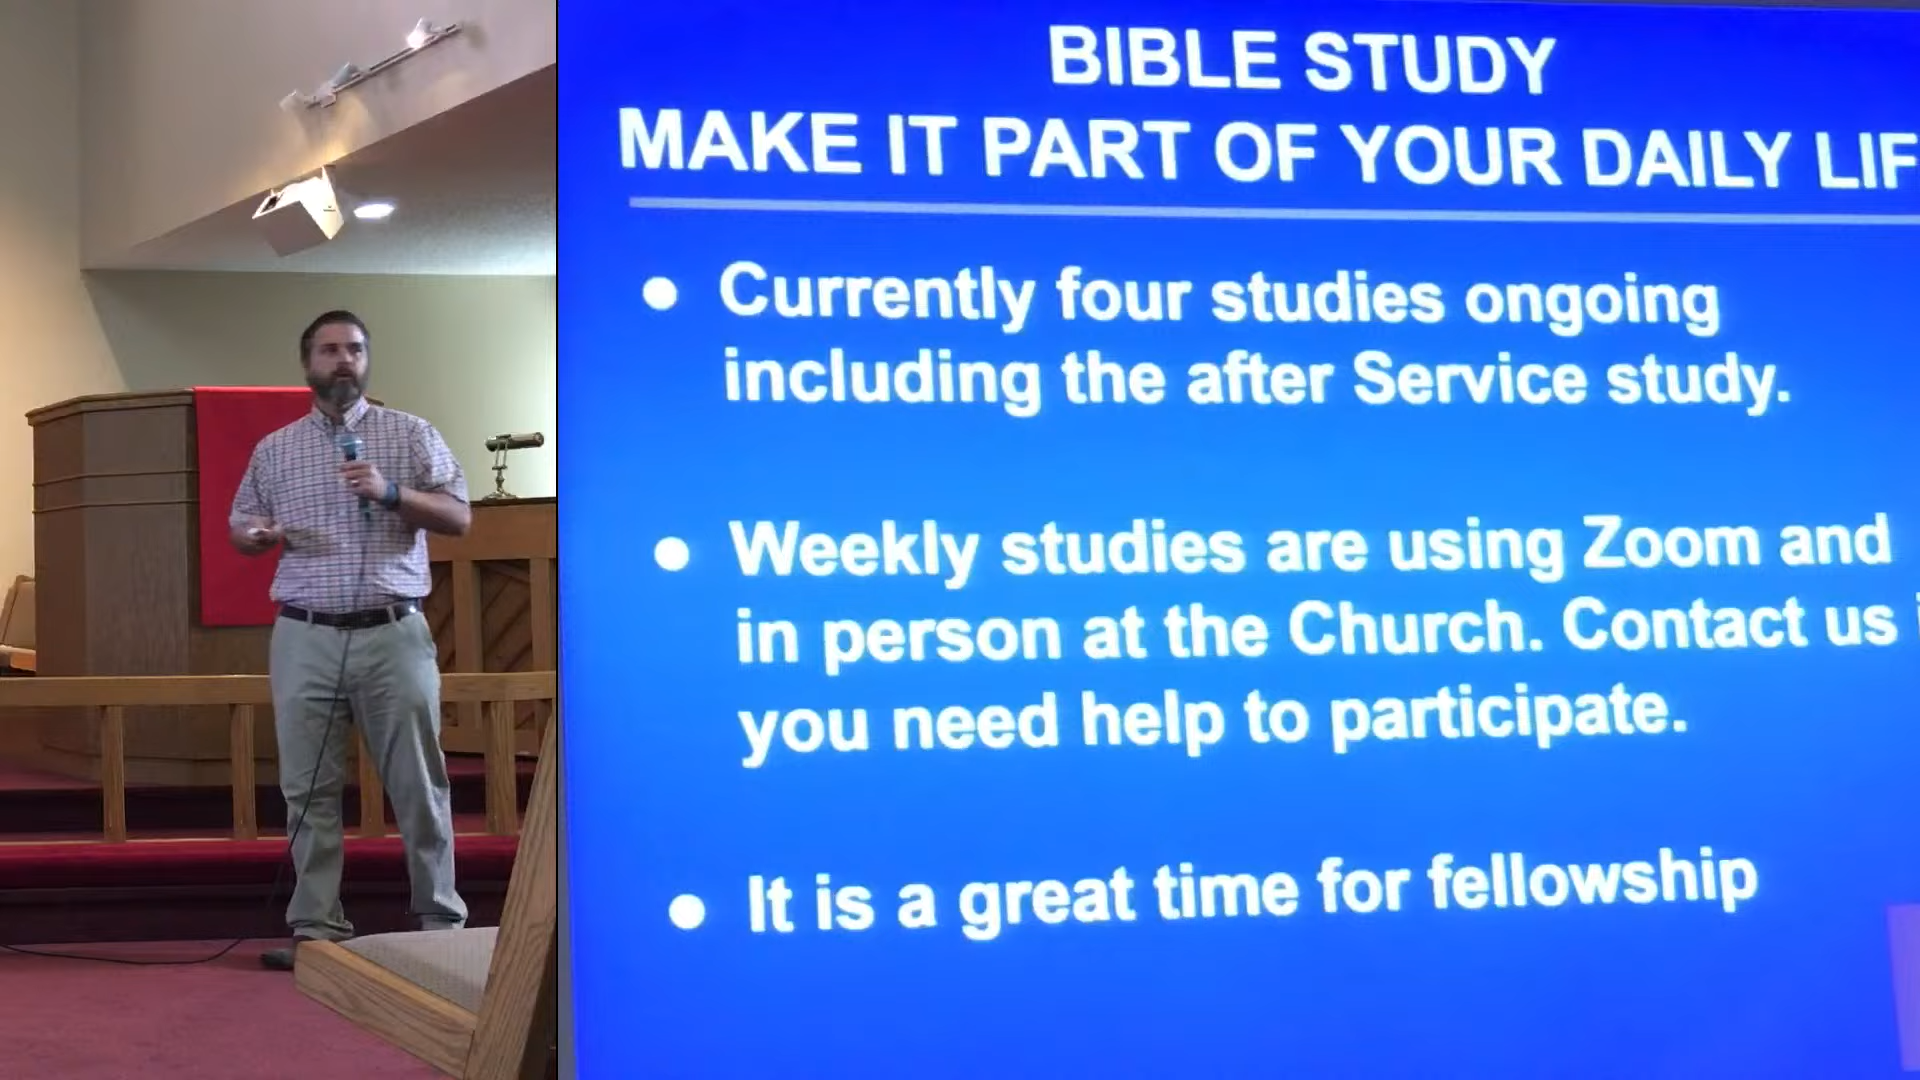 BIBLE STUDY
MAKE IT PART OF YOUR DAILY LIF
• Currently four studies ongoing
including the after Service study.
• Weekly studies are using Zoom and
in person at the Church. Contact us
you need help to participate.
• It is a great time for fellowship